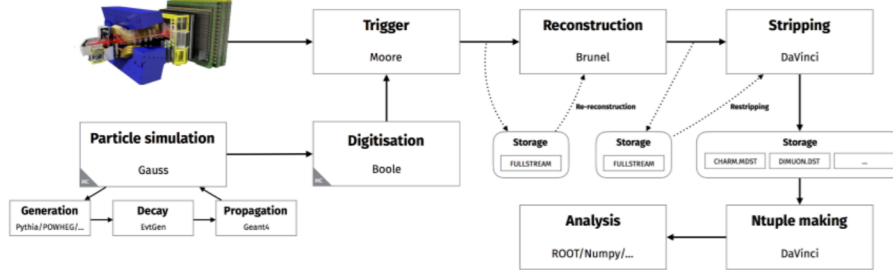 Trigger
Moore
Reconstruction
Brunel
Stripping
DaVinci
Re-reconstruction
Restripping
Particle simulation
Gauss
MC
Digitisation
Boole
MC
Storage
FULLSTREAM
Storage
FULLSTREAM
Storage
CHARM.MDST
DIMUON.DST
...
Generation
Pythia/POWHEG/...
Decay
EvtGen
Propagation
Geant4
Analysis
ROOT/Numpy/...
Ntuple making
DaVinci